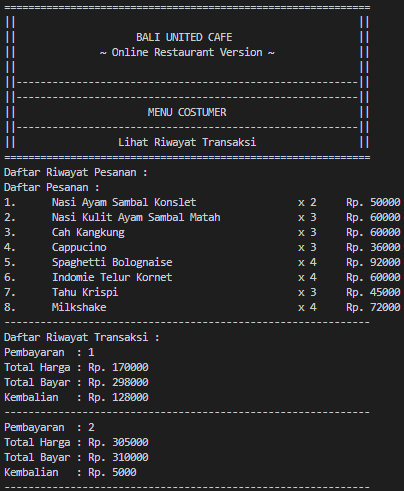 =============================================================
||                                                         ||
||                    BALI UNITED CAFE                     ||
||              ~ Online Restaurant Version ~              ||
||                                                         ||
||---------------------------------------------------------||
||---------------------------------------------------------||
||                      MENU COSTUMER                      ||
||---------------------------------------------------------||
||                 Lihat Riwayat Transaksi                 ||
=============================================================
Daftar Riwayat Pesanan :
Daftar Pesanan :
1.      Nasi Ayam Sambal Konslet                 x 2     Rp. 50000
2.      Nasi Kulit Ayam Sambal Matah             x 3     Rp. 60000
3.      Cah Kangkung                             x 3     Rp. 60000
4.      Cappucino                                x 3     Rp. 36000
5.      Spaghetti Bolognaise                     x 4     Rp. 92000
6.      Indomie Telur Kornet                     x 4     Rp. 60000
7.      Tahu Krispi                              x 3     Rp. 45000
8.      Milkshake                                x 4     Rp. 72000
-------------------------------------------------------------
Daftar Riwayat Transaksi :
Pembayaran  : 1
Total Harga : Rp. 170000
Total Bayar : Rp. 298000
Kembalian   : Rp. 128000
-------------------------------------------------------------
Pembayaran  : 2
Total Harga : Rp. 305000
Total Bayar : Rp. 310000
Kembalian   : Rp. 5000
-------------------------------------------------------------